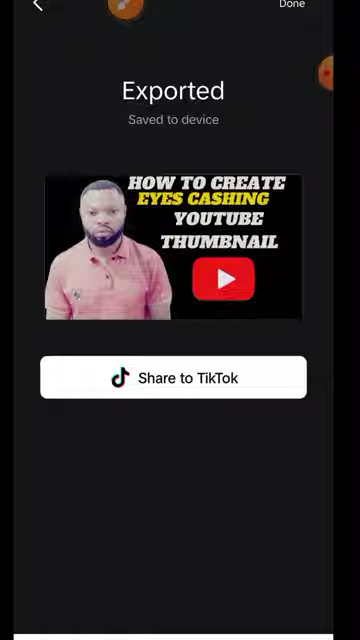 Done
Exported
Saved to device
HOW TO CREATE
EYES CASHING
YOUTUBE
THUMBNAIL
Share to TikTok